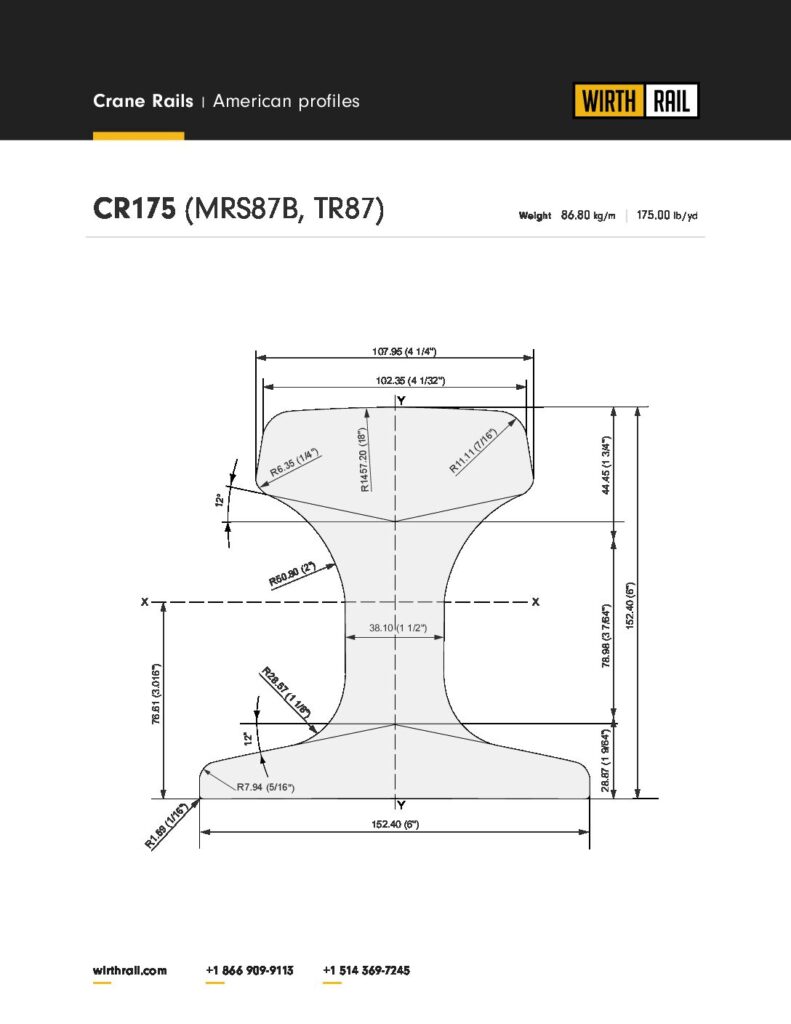 Crane Rails | American profiles
WIRTH RAIL
CR175 (MRS87B, TR87)
Weight 86.80 kg/m | 175.00 lb/yd
107.95 (4 1/4")
102.35 (4 1/32")
Y
R6.35 (1/4")
R1457.20 (18")
R11.11 (7/16")
44.45 (1 3/4")
12°
R50.80 (2")
X
X
152.40 (6")
38.10 (1 1/2")
78.98 (3 7/64")
76.61 (3.016")
R28.57 (1 1/8")
12°
28.87 (1 9/64")
R7.94 (5/16")
Y
R1.59 (1/16")
152.40 (6")
wirthrail.com
+1 866 909-9113
+1 514 369-7245